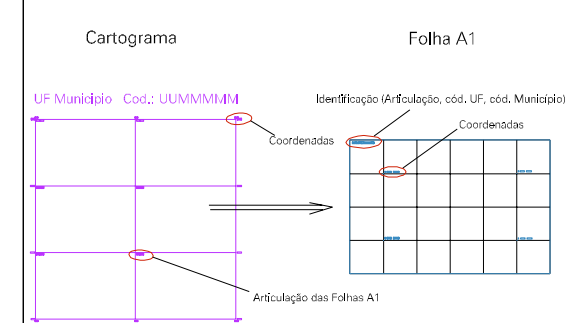 Cartograma
Folha A1
UF Municipio Cod.: UUMMMMM
Identificação (Articulação, cód. UF, cód. Município)
Coordenadas
Coordenadas
Articulação das Folhas A1